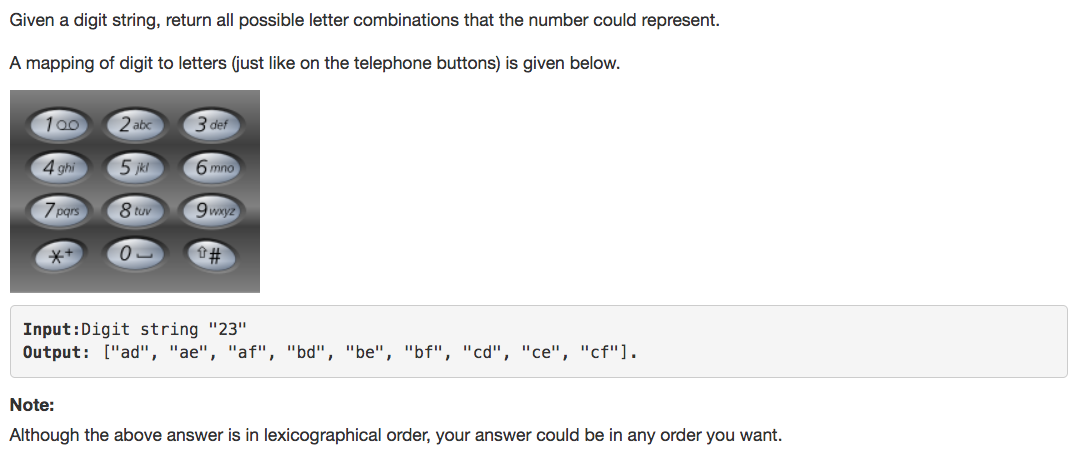 Given a digit string, return all possible letter combinations that the number could represent.
A mapping of digit to letters (just like on the telephone buttons) is given below.
1 2 abc 3 def
4 ghi 5 jkl 6 mno
7 pqrs 8 tuv 9 wxyz
*+ 0 ⇧#
Input:Digit string "23"
Output: ["ad", "ae", "af", "bd", "be", "bf", "cd", "ce", "cf"].
Note:
Although the above answer is in lexicographical order, your answer could be in any order you want.